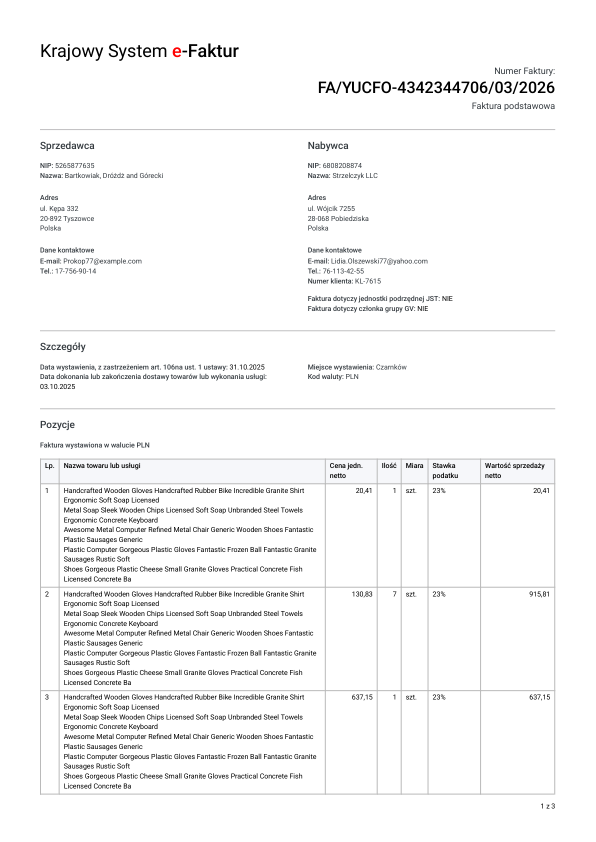 Krajowy System e-Faktur
Numer Faktury:
FA/YUCFO-4342344706/03/2026
Faktura podstawowa
Sprzedawca
NIP: 5265877635
Nazwa: Bartkowiak, Dróżdż and Górecki
Adres
ul. Kępa 332
20-892 Tyszowce
Polska
Dane kontaktowe
E-mail: Prokop77@example.com
Tel.: 17-756-90-14
Nabywca
NIP: 6808208874
Nazwa: Strzelczyk LLC
Adres
ul. Wójcik 7255
28-068 Pobiedziska
Polska
Dane kontaktowe
E-mail: Lidia.Olszewski77@yahoo.com
Tel.: 76-113-42-55
Numer klienta: KL-7615
Faktura dotyczy jednostki podrzędnej JST: NIE
Faktura dotyczy członka grupy GV: NIE
Szczegóły
Data wystawienia, z zastrzeżeniem art. 106na ust. 1 ustawy: 31.10.2025
Data dokonania lub zakończenia dostawy towarów lub wykonania usługi:
03.10.2025
Miejsce wystawienia: Czarnków
Kod waluty: PLN
Pozycje
Faktura wystawiona w walucie PLN
Lp. Nazwa towaru lub usługi Cena jedn. netto Ilość Miara Stawka podatku Wartość sprzedaży netto
1 Handcrafted Wooden Gloves Handcrafted Rubber Bike Incredible Granite Shirt 20,41 1 szt. 23% 20,41
Ergonomic Soft Soap Licensed
Metal Soap Sleek Wooden Chips Licensed Soft Soap Unbranded Steel Towels
Ergonomic Concrete Keyboard
Awesome Metal Computer Refined Metal Chair Generic Wooden Shoes Fantastic
Plastic Sausages Generic
Plastic Computer Gorgeous Plastic Gloves Fantastic Frozen Ball Fantastic Granite
Sausages Rustic Soft
Shoes Gorgeous Plastic Cheese Small Granite Gloves Practical Concrete Fish
Licensed Concrete Ba
2 Handcrafted Wooden Gloves Handcrafted Rubber Bike Incredible Granite Shirt 130,83 7 szt. 23% 915,81
Ergonomic Soft Soap Licensed
Metal Soap Sleek Wooden Chips Licensed Soft Soap Unbranded Steel Towels
Ergonomic Concrete Keyboard
Awesome Metal Computer Refined Metal Chair Generic Wooden Shoes Fantastic
Plastic Sausages Generic
Plastic Computer Gorgeous Plastic Gloves Fantastic Frozen Ball Fantastic Granite
Sausages Rustic Soft
Shoes Gorgeous Plastic Cheese Small Granite Gloves Practical Concrete Fish
Licensed Concrete Ba
3 Handcrafted Wooden Gloves Handcrafted Rubber Bike Incredible Granite Shirt 637,15 1 szt. 23% 637,15
Ergonomic Soft Soap Licensed
Metal Soap Sleek Wooden Chips Licensed Soft Soap Unbranded Steel Towels
Ergonomic Concrete Keyboard
Awesome Metal Computer Refined Metal Chair Generic Wooden Shoes Fantastic
Plastic Sausages Generic
Plastic Computer Gorgeous Plastic Gloves Fantastic Frozen Ball Fantastic Granite
Sausages Rustic Soft
Shoes Gorgeous Plastic Cheese Small Granite Gloves Practical Concrete Fish
Licensed Concrete Ba
1 z 3